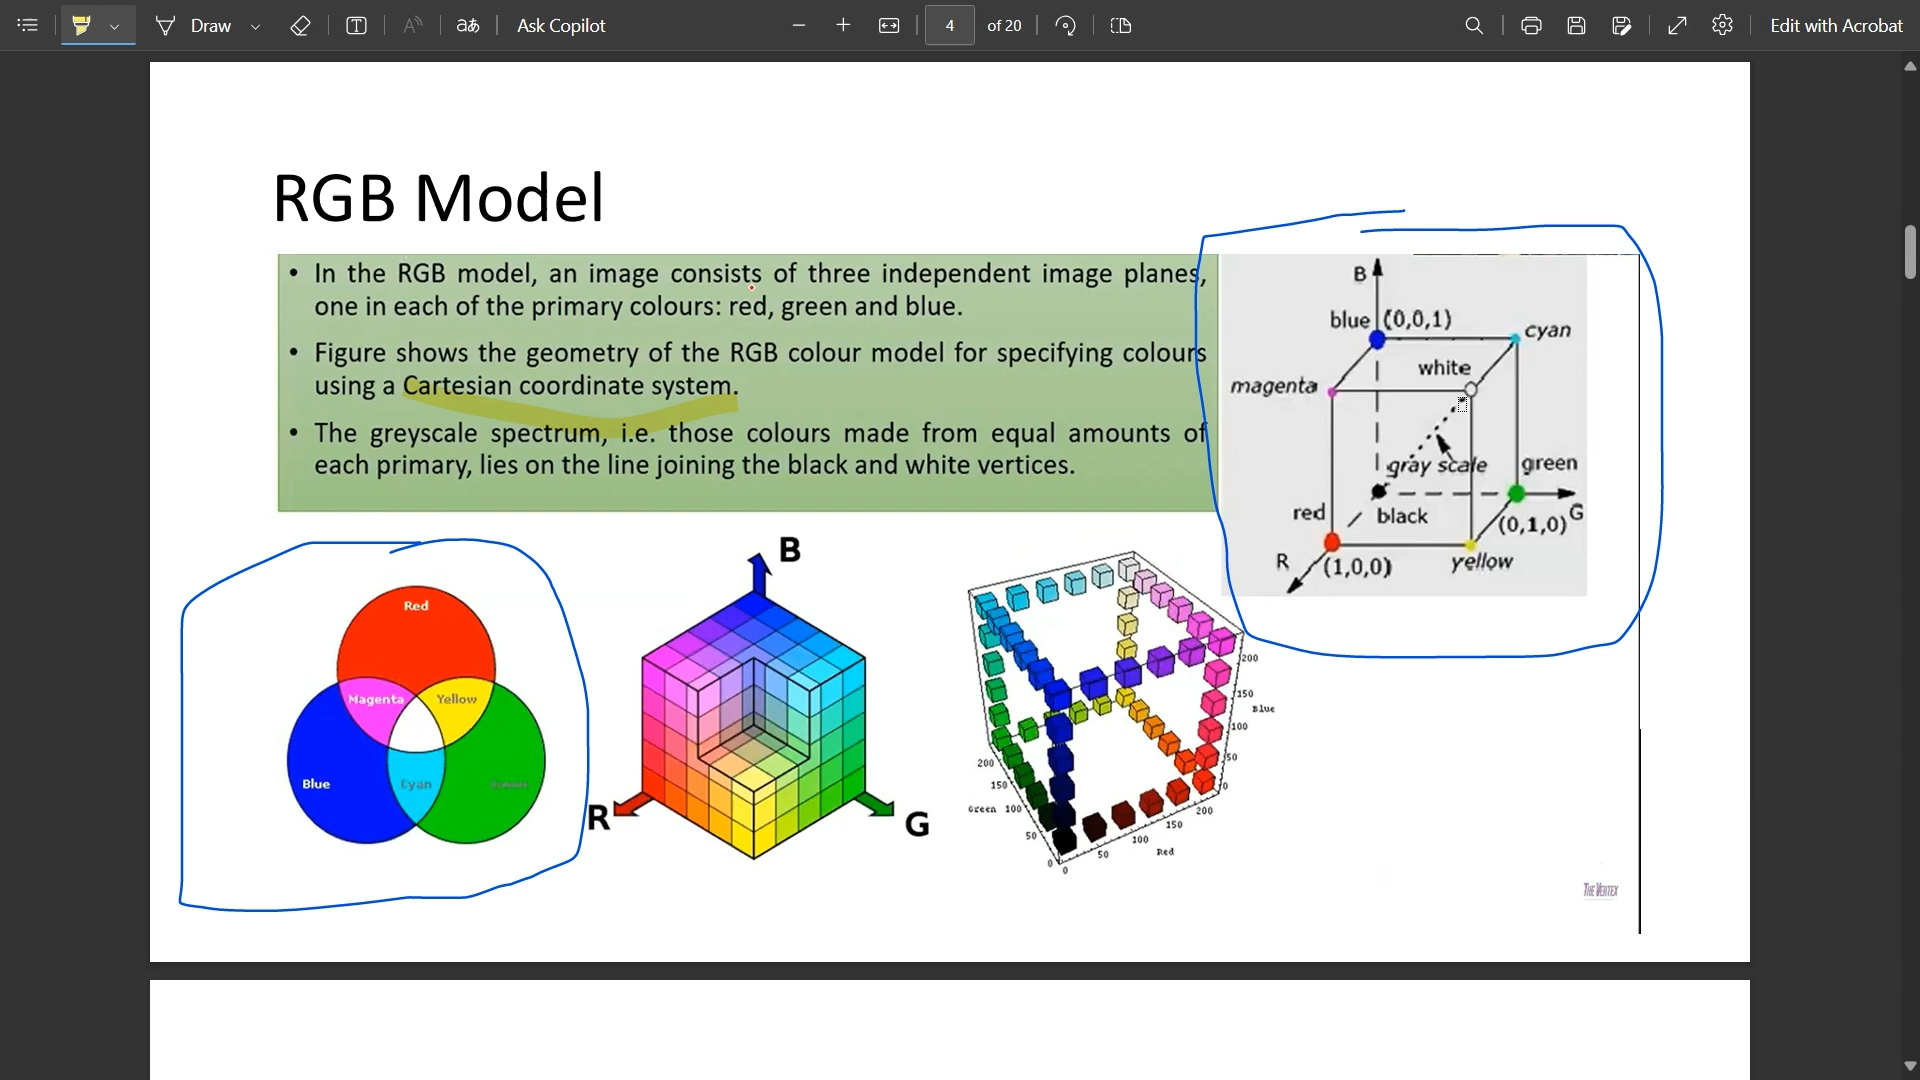 Draw
Ask Copilot
4
of 20
Edit with Acrobat
RGB Model
• In the RGB model, an image consists of three independent image planes,
one in each of the primary colours: red, green and blue.
• Figure shows the geometry of the RGB colour model for specifying colours
using a Cartesian coordinate system.
• The greyscale spectrum, i.e. those colours made from equal amounts of
each primary, lies on the line joining the black and white vertices.
B
blue (0,0,1)
cyan
white
magenta
gray scale
green
red
black
(0,1,0)
G
R
(1,0,0)
yellow
Red
Magenta
Yellow
Blue
Cyan
B
R
G
200
150
Blue
100
50
0
200
150
Green 100
50
0
0
50
100
150
200
Red
THE VERTEX